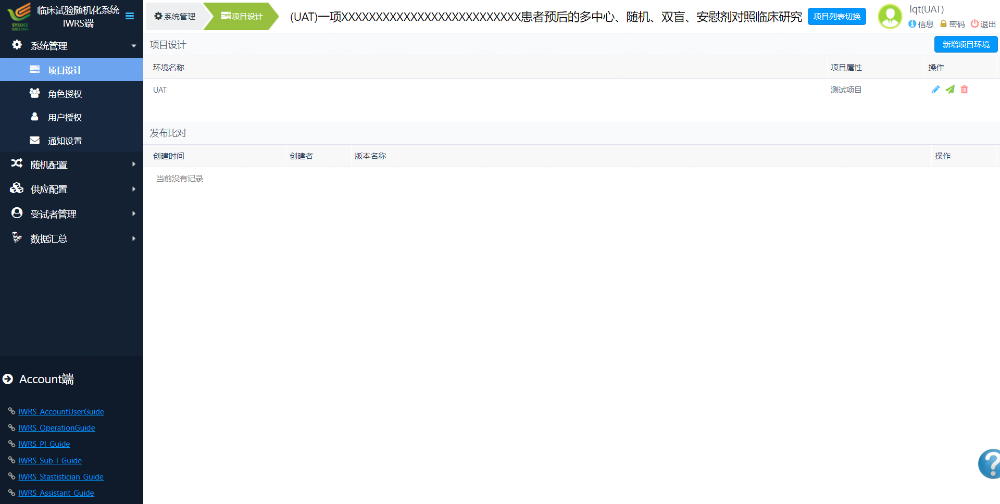 临床试验随机化系统
IWRS端
SYSUCC
SINCE 1964
系统管理
项目设计
角色授权
用户授权
通知设置
随机配置
供应配置
受试者管理
数据汇总
Account端
IWRS_AccountUserGuide
IWRS_OperationGuide
IWRS_PI_Guide
IWRS_Sub-I_Guide
IWRS_Stastistician_Guide
IWRS_Assistant_Guide
系统管理
项目设计
(UAT)一项XXXXXXXXXXXXXXXXXXXXXXXXXX患者预后的多中心、随机、双盲、安慰剂对照临床研究
项目列表切换
lqt(UAT)
信息 密码 退出
项目设计
新增项目环境
环境名称 项目属性 操作
UAT 测试项目
发布比对
创建时间 创建者 版本名称 操作
当前没有记录